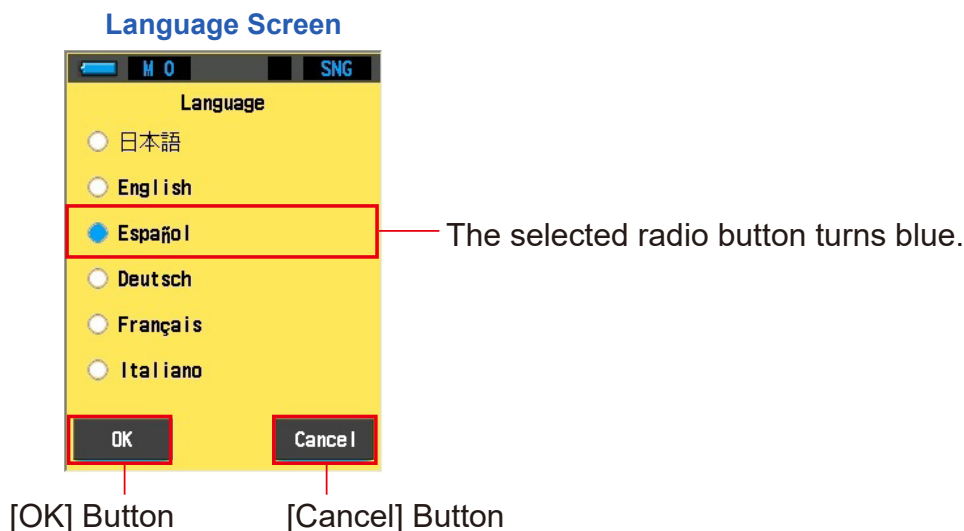 Language Screen
M 0 SNG
Language
日本語
English
Español
The selected radio button turns blue.
Deutsch
Français
Italiano
OK Cancel
[OK] Button [Cancel] Button